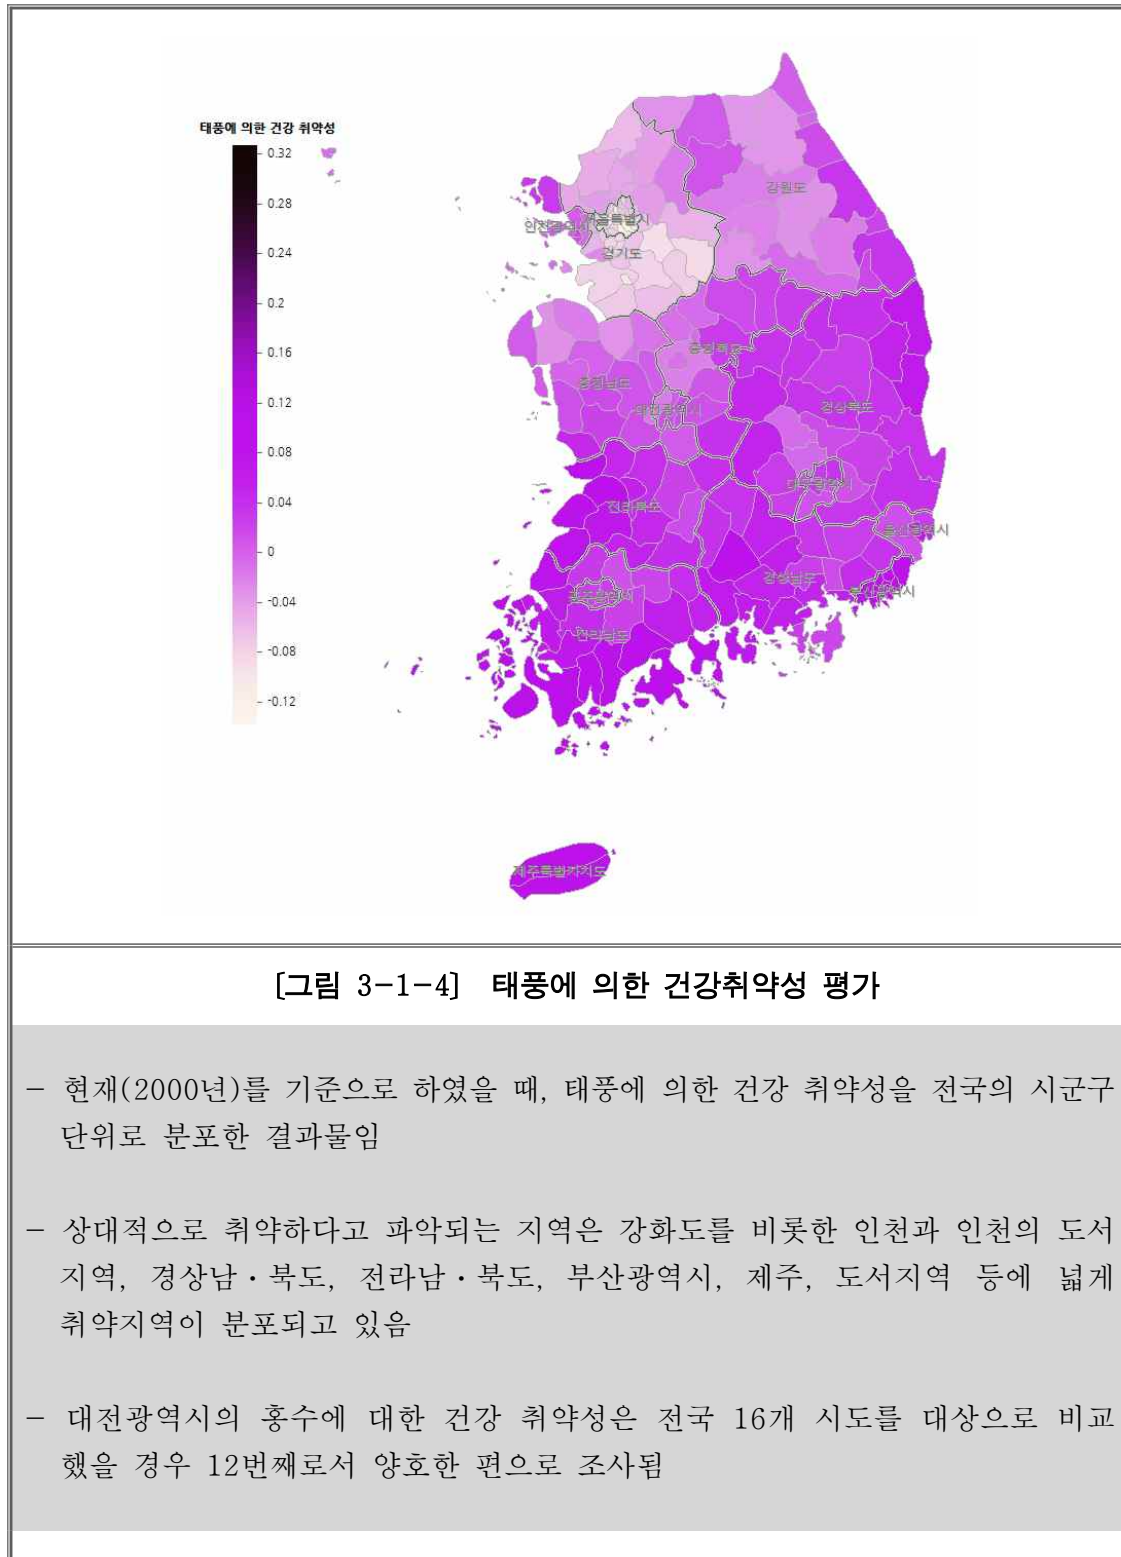 태풍에 의한 건강 취약성
0.32
0.28
0.24
0.2
0.16
0.12
0.08
0.04
0
-0.04
-0.08
-0.12
강원도
서울특별시
인천광역시
경기도
충청북도
충청남도
대전광역시
경상북도
대구광역시
전라북도
울산광역시
경상남도
부산광역시
광주광역시
전라남도
제주특별자치도
[그림 3-1-4] 태풍에 의한 건강취약성 평가
- 현재(2000년)를 기준으로 하였을 때, 태풍에 의한 건강 취약성을 전국의 시군구
단위로 분포한 결과물임
- 상대적으로 취약하다고 파악되는 지역은 강화도를 비롯한 인천과 인천의 도서
지역, 경상남·북도, 전라남·북도, 부산광역시, 제주, 도서지역 등에 넓게
취약지역이 분포되고 있음
- 대전광역시의 홍수에 대한 건강 취약성은 전국 16개 시도를 대상으로 비교
했을 경우 12번째로서 양호한 편으로 조사됨